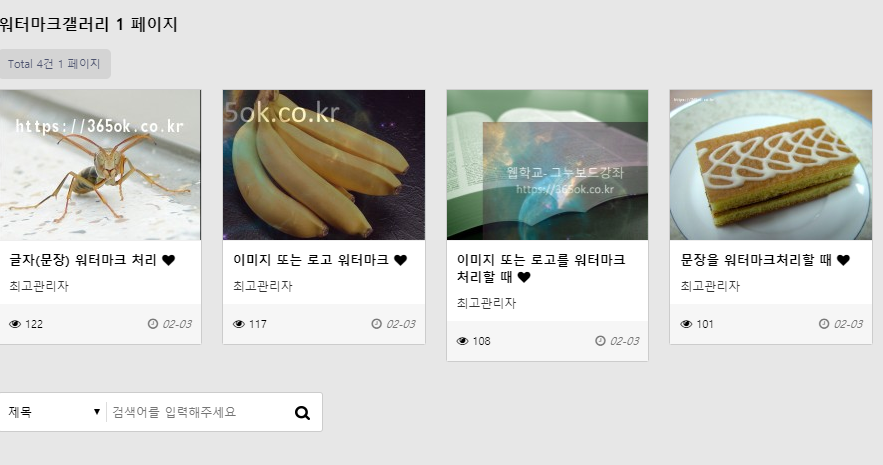 워터마크갤러리 1 페이지
Total 4건 1 페이지
https://365ok.co.kr
글자(문장) 워터마크 처리
최고관리자
122
02-03
5ok.co.kr
이미지 또는 로고 워터마크
최고관리자
117
02-03
웹학교- 그누보드강좌
https://365ok.co.kr
이미지 또는 로고를 워터마크
처리할 때
최고관리자
108
02-03
문장을 워터마크처리할 때
최고관리자
101
02-03
제목
검색어를 입력해주세요